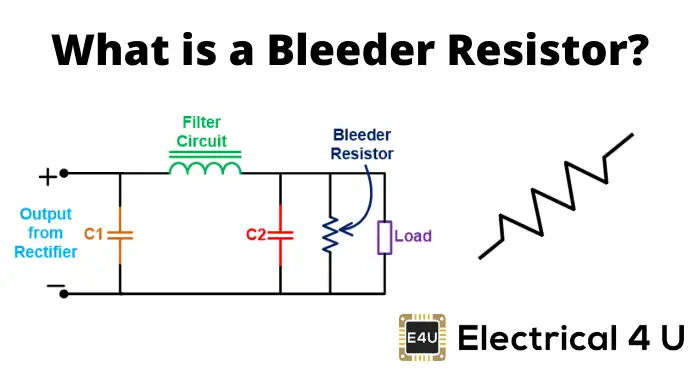 What is a Bleeder Resistor?
Filter
Circuit
Bleeder
Resistor
+
Output
from
Rectifier
C1
C2
Load
−
E4U
Electrical 4 U